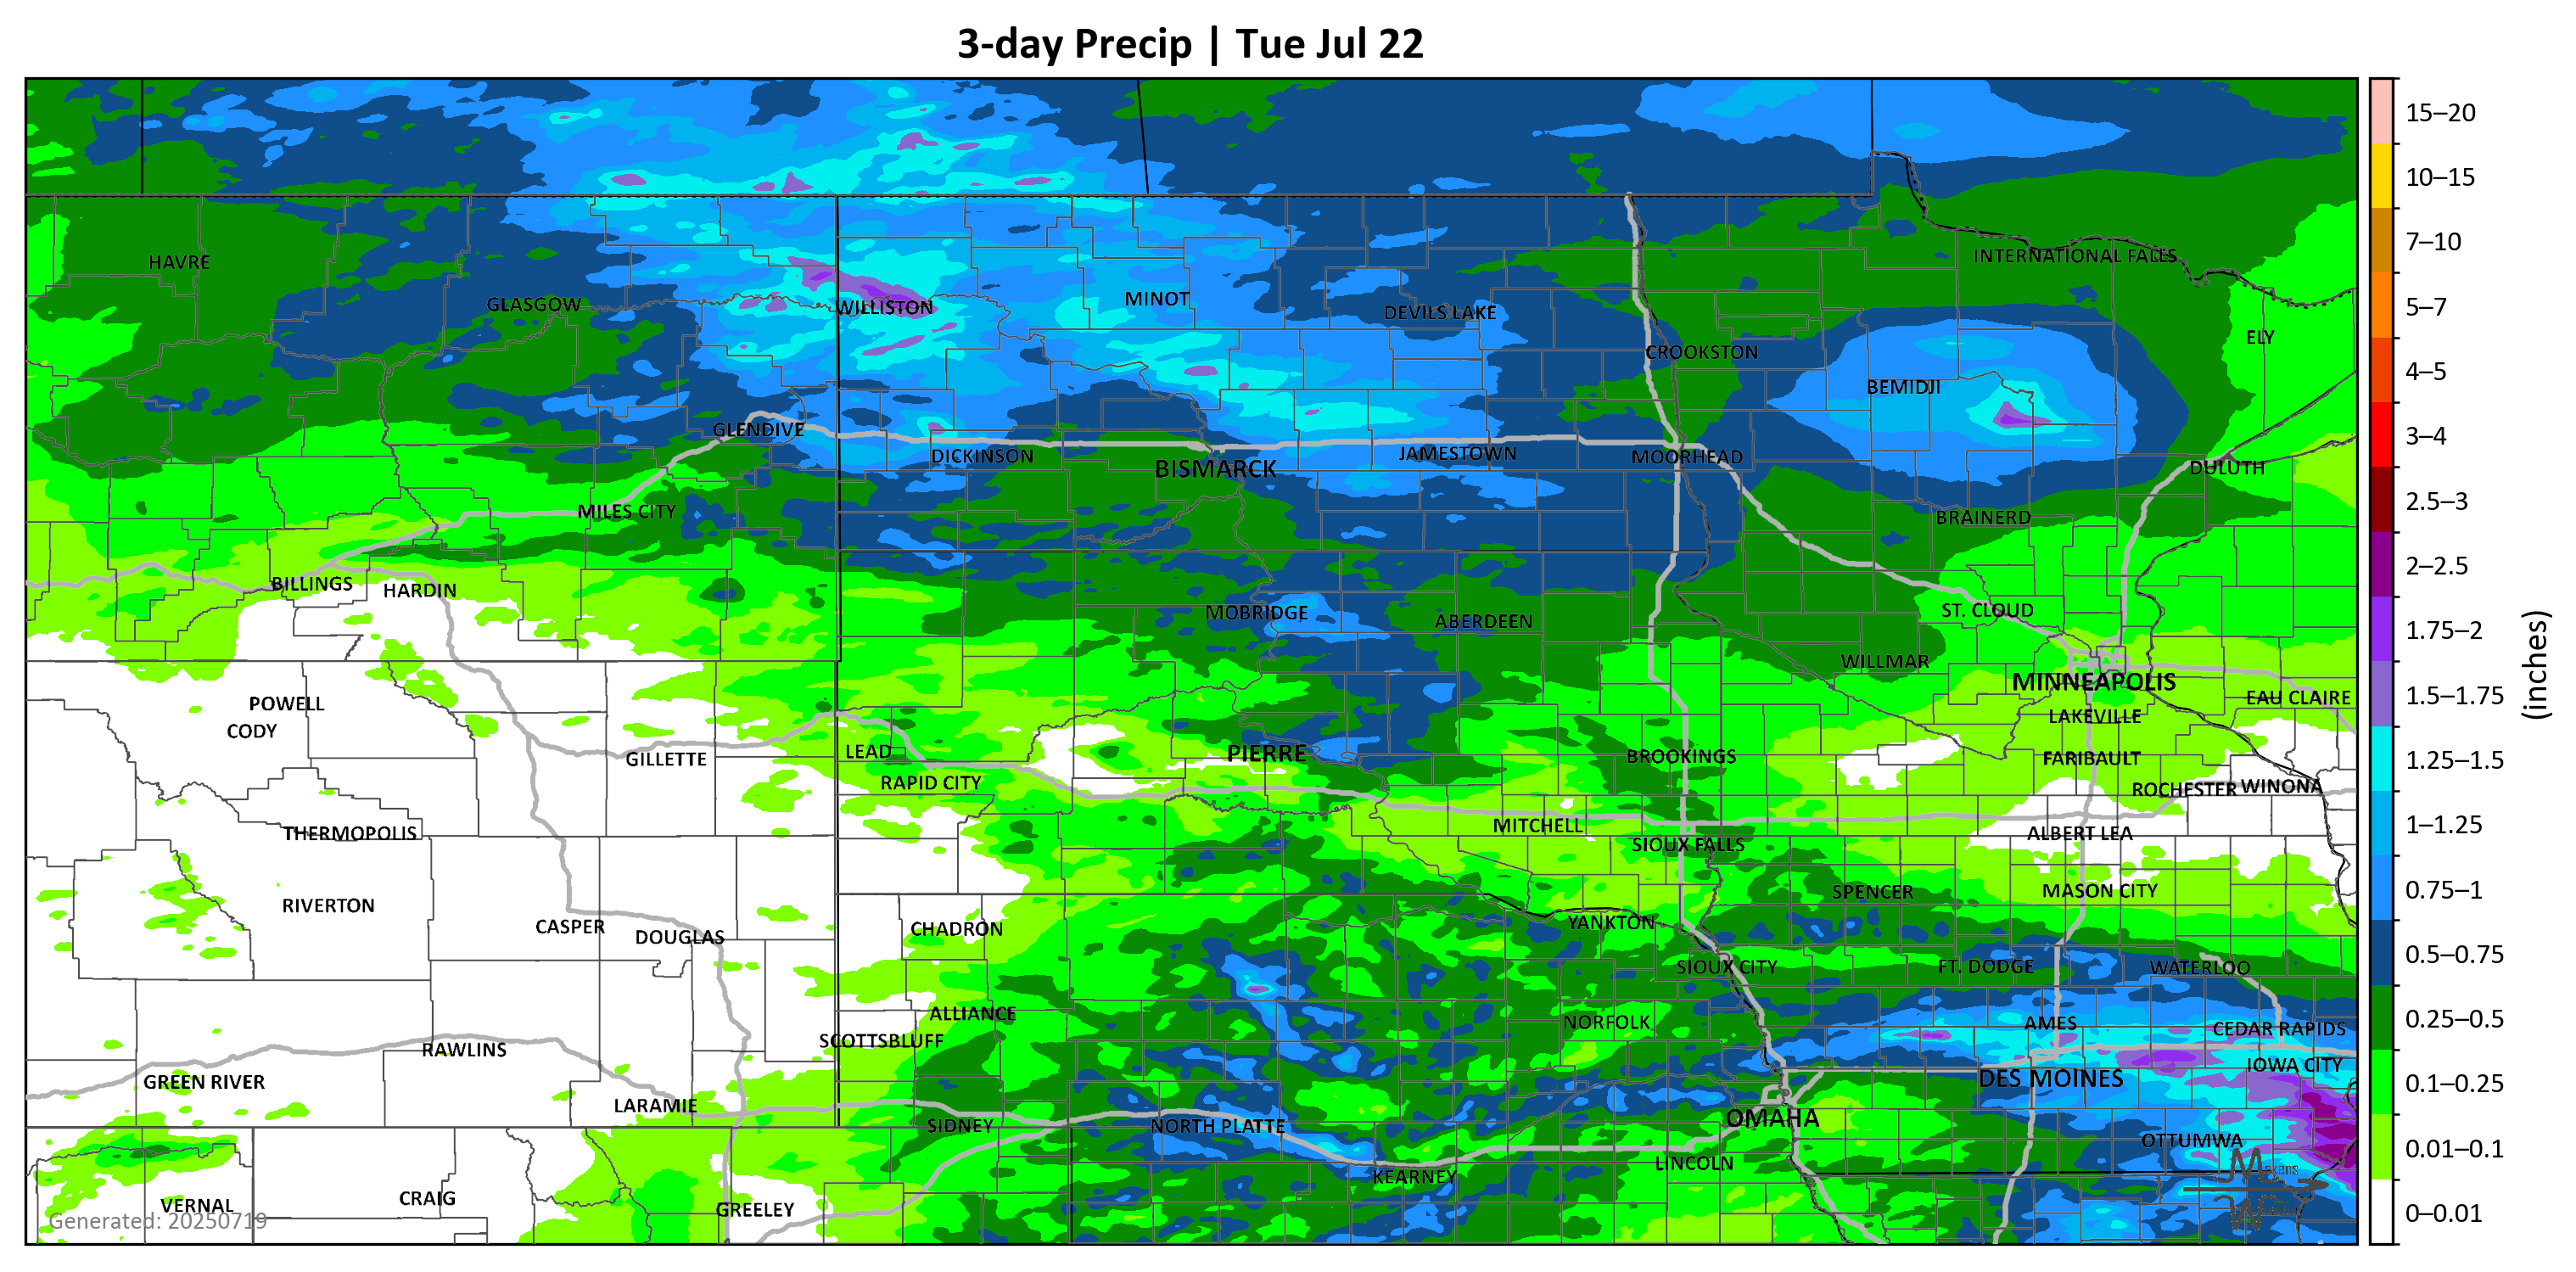 3-day Precip | Tue Jul 22
15–20
10–15
HAVRE
INTERNATIONAL FALLS
7–10
GLASGOW
WILLISTON
MINOT
DEVILS LAKE
5–7
ELY
CROOKSTON
4–5
BEMIDJI
GLENDIVE
3–4
DICKINSON
BISMARCK
JAMESTOWN
MOORHEAD
DULUTH
2.5–3
MILES CITY
BRAINERD
2–2.5
BILLINGS
HARDIN
MOBRIDGE
ABERDEEN
ST. CLOUD
1.75–2
WILLMAR
(inches)
MINNEAPOLIS
EAU CLAIRE
1.5–1.75
POWELL
CODY
LAKEVILLE
GILLETTE
LEAD
PIERRE
BROOKINGS
FARIBAULT
1.25–1.5
RAPID CITY
ROCHESTER
WINONA
THERMOPOLIS
MITCHELL
ALBERT LEA
1–1.25
SIOUX FALLS
RIVERTON
SPENCER
MASON CITY
0.75–1
CASPER
DOUGLAS
CHADRON
YANKTON
SIOUX CITY
FT. DODGE
WATERLOO
0.5–0.75
ALLIANCE
NORFOLK
AMES
CEDAR RAPIDS
0.25–0.5
SCOTTSBLUFF
RAWLINS
IOWA CITY
GREEN RIVER
DES MOINES
0.1–0.25
LARAMIE
OMAHA
SIDNEY
NORTH PLATTE
OTTUMWA
0.01–0.1
LINCOLN
KEARNEY
VERNAL
CRAIG
GREELEY
0–0.01
Generated: 20250719